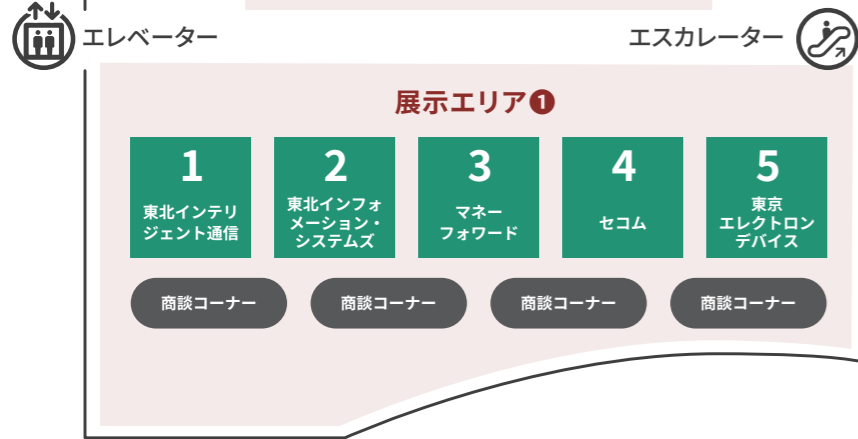 エレベーター
エスカレーター
展示エリア❶
1
東北インテリ
ジェント通信
2
東北インフォ
メーション・
システムズ
3
マネー
フォワード
4
セコム
5
東京
エレクトロン
デバイス
商談コーナー
商談コーナー
商談コーナー
商談コーナー